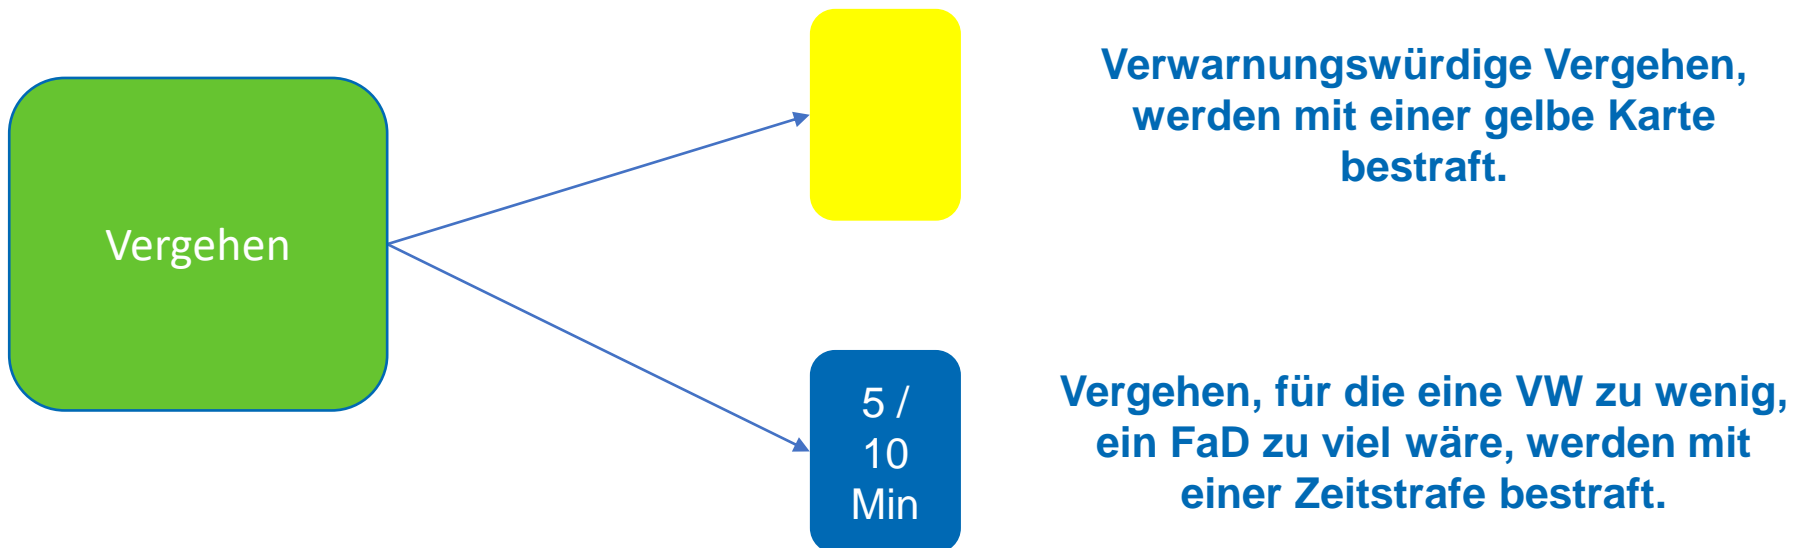 Vergehen
Verwarnungswürdige Vergehen,
werden mit einer gelbe Karte
bestraft.
5 /
10
Min
Vergehen, für die eine VW zu wenig,
ein FaD zu viel wäre, werden mit
einer Zeitstrafe bestraft.